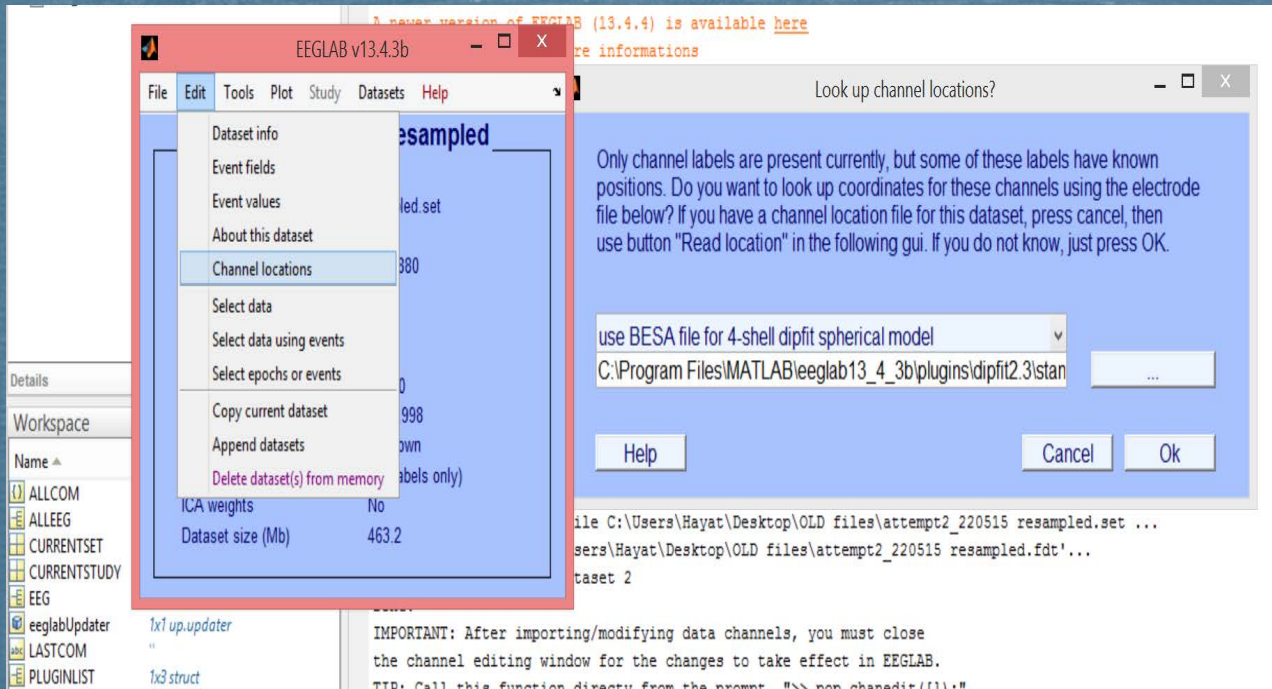 A newer version of EEGLAB (13.4.4) is available here
re informations
EEGLAB v13.4.3b
File Edit Tools Plot Study Datasets Help
Dataset info
Event fields
Event values
About this dataset
Channel locations
Select data
Select data using events
Select epochs or events
Copy current dataset
Append datasets
Delete dataset(s) from memory
esampled
led.set
380
0
998
own
abels only)
ICA weights No
Dataset size (Mb) 463.2
Look up channel locations?
Only channel labels are present currently, but some of these labels have known
positions. Do you want to look up coordinates for these channels using the electrode
file below? If you have a channel location file for this dataset, press cancel, then
use button "Read location" in the following gui. If you do not know, just press OK.
use BESA file for 4-shell dipfit spherical model
C:\Program Files\MATLAB\eeglab13_4_3b\plugins\dipfit2.3\stan
...
Help Cancel Ok
Details
Workspace
Name
ALLCOM
ALLEEG
CURRENTSET
CURRENTSTUDY
EEG
eeglabUpdater 1x1 up.updater
LASTCOM ''
PLUGINLIST 1x3 struct
ile C:\Users\Hayat\Desktop\OLD files\attempt2_220515 resampled.set ...
sers\Hayat\Desktop\OLD files\attempt2_220515 resampled.fdt'...
taset 2
IMPORTANT: After importing/modifying data channels, you must close
the channel editing window for the changes to take effect in EEGLAB.
TIP: Call this function directy from the prompt, ">> pop_chanedit([]);"